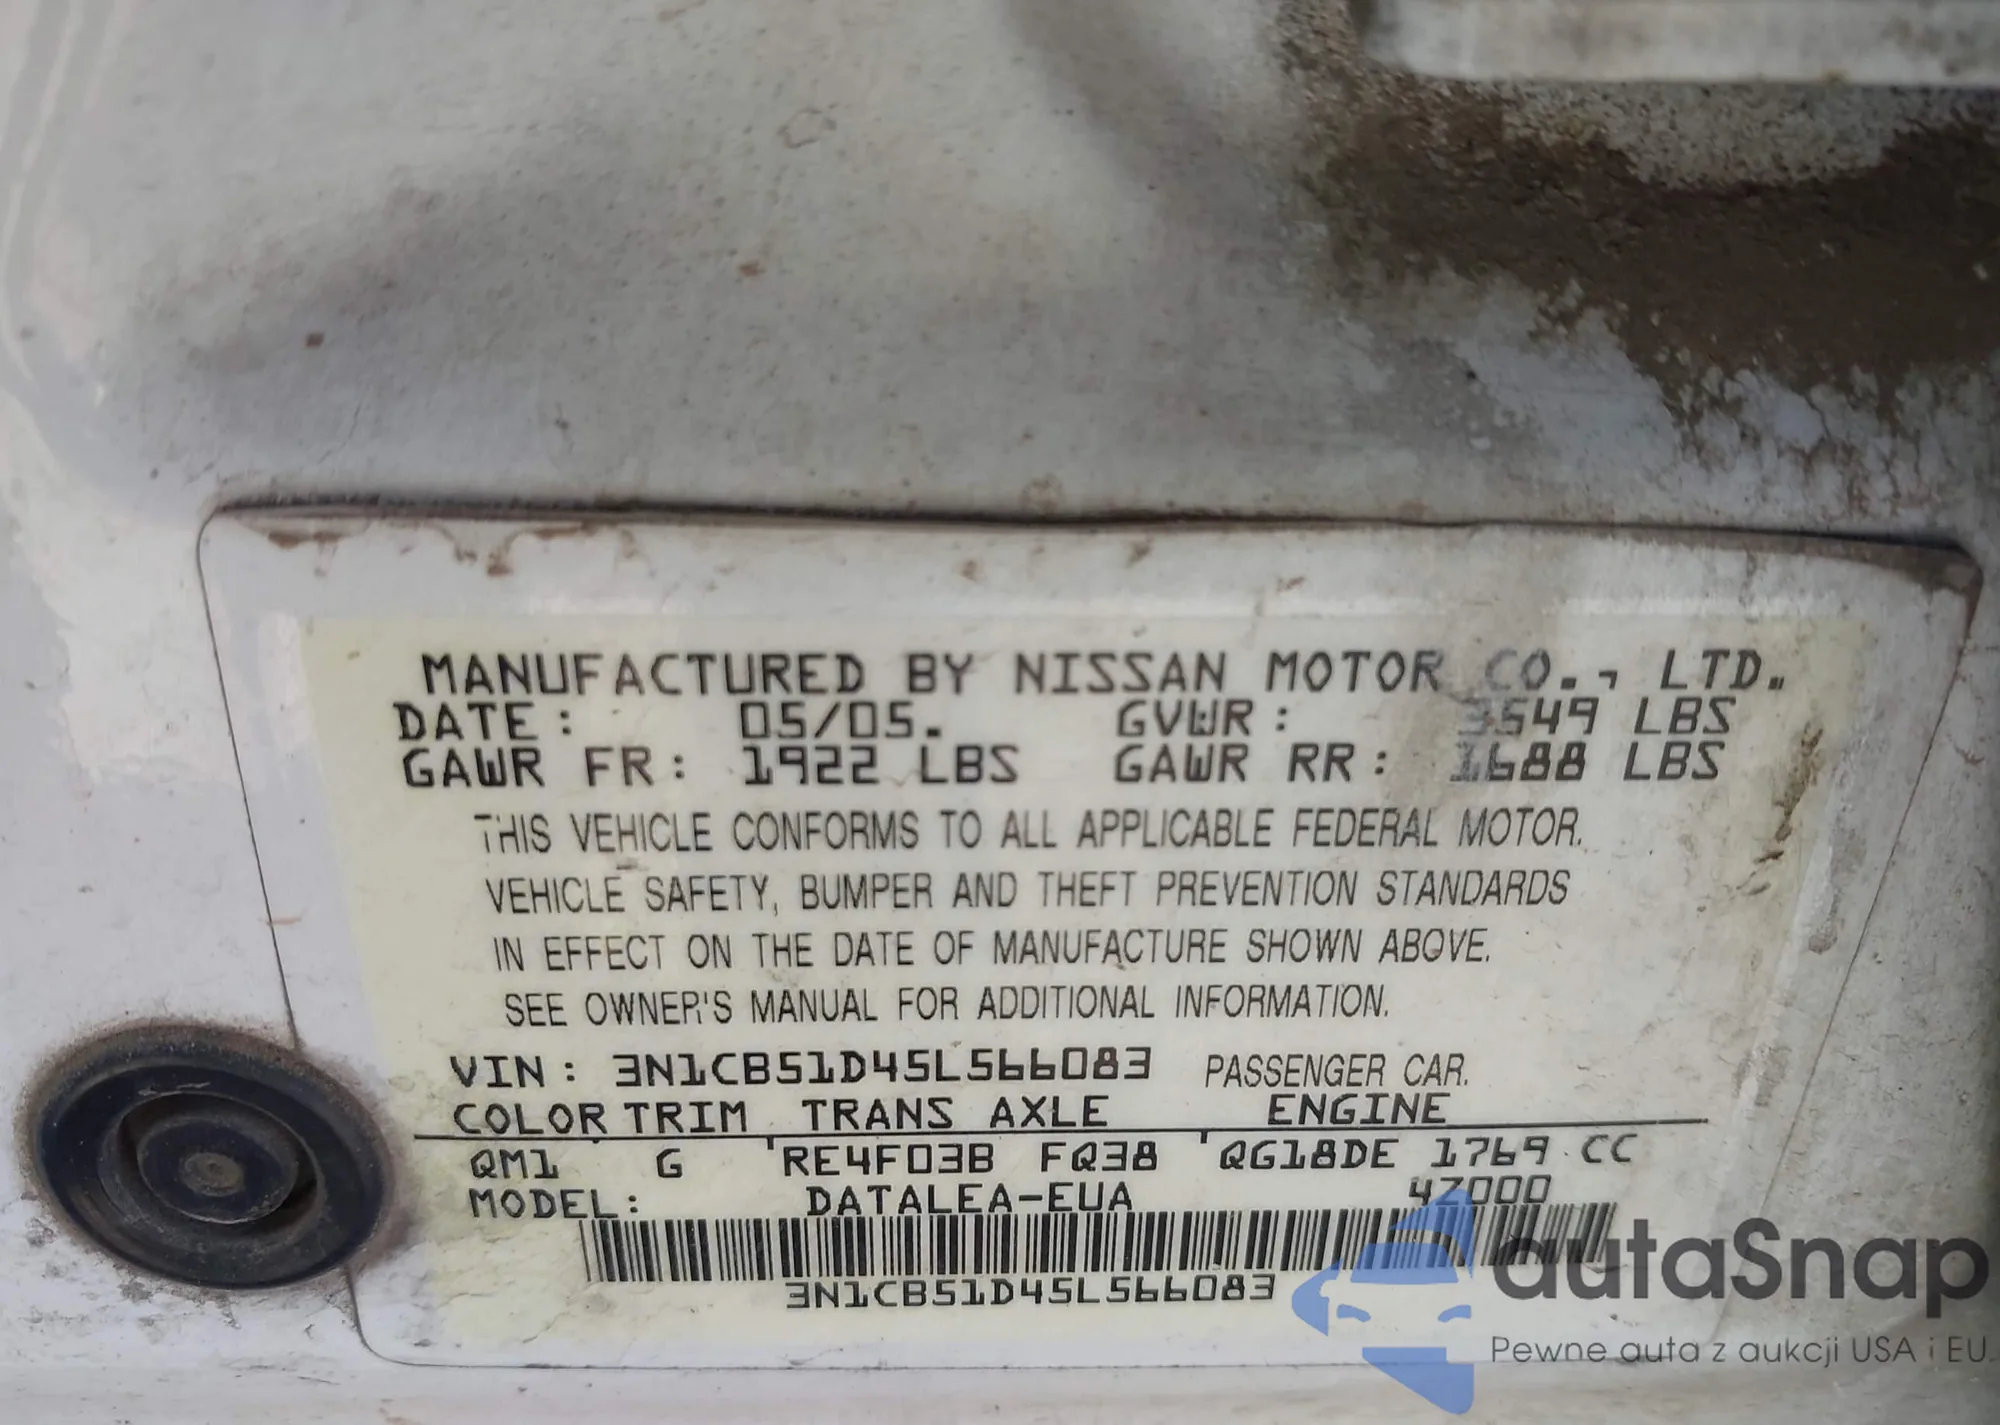 MANUFACTURED BY NISSAN MOTOR CO., LTD.
DATE: 05/05. GVWR: 3549 LBS
GAWR FR: 1922 LBS GAWR RR: 1688 LBS
THIS VEHICLE CONFORMS TO ALL APPLICABLE FEDERAL MOTOR.
VEHICLE SAFETY, BUMPER AND THEFT PREVENTION STANDARDS
IN EFFECT ON THE DATE OF MANUFACTURE SHOWN ABOVE.
SEE OWNER'S MANUAL FOR ADDITIONAL INFORMATION.
VIN: 3N1CB51D45L566083 PASSENGER CAR.
COLOR TRIM TRANS AXLE ENGINE
QM1 G RE4F03B FQ38 QG18DE 1769 CC
MODEL: DATALEA-EUA 4Z000
3N1CB51D45L566083
autaSnap
Pewne auta z aukcji USA i EU.